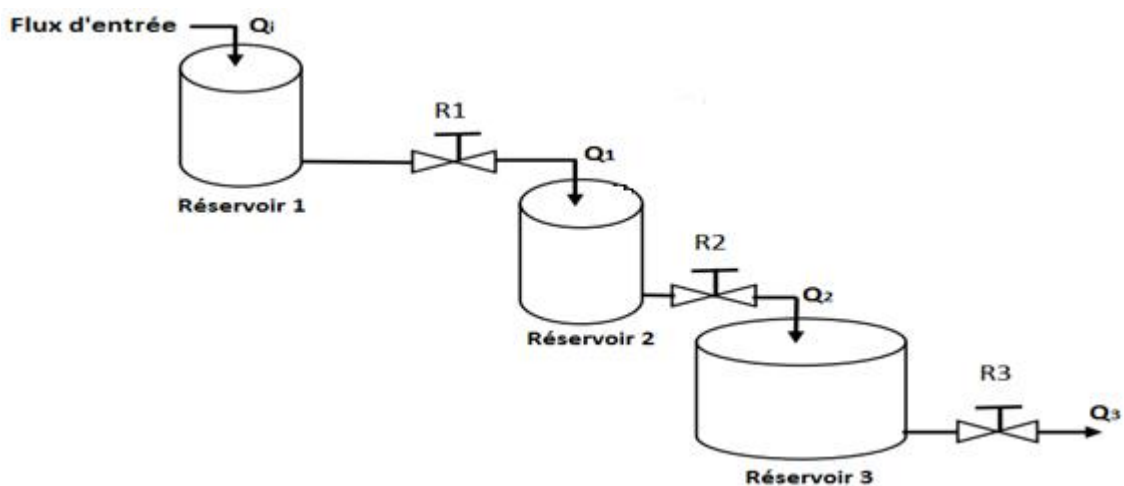 Flux d'entrée Qi
R1
Q1
Réservoir 1
R2
Q2
Réservoir 2
R3
Q3
Réservoir 3